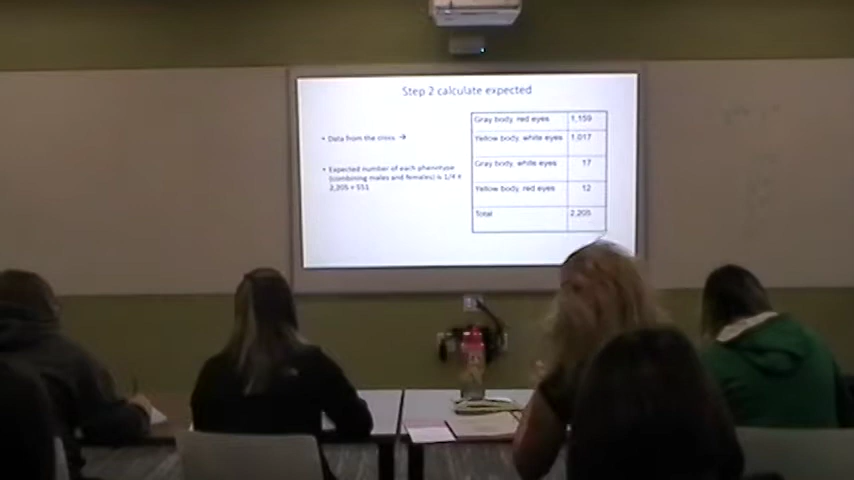 Step 2 calculate expected
• Data from the cross →
• Expected number of each phenotype
(combining males and females) is 1/4 ×
2,205 = 551
Gray body, red eyes 1,159
Yellow body, white eyes 1,017
Gray body, white eyes 17
Yellow body, red eyes 12
Total 2,205